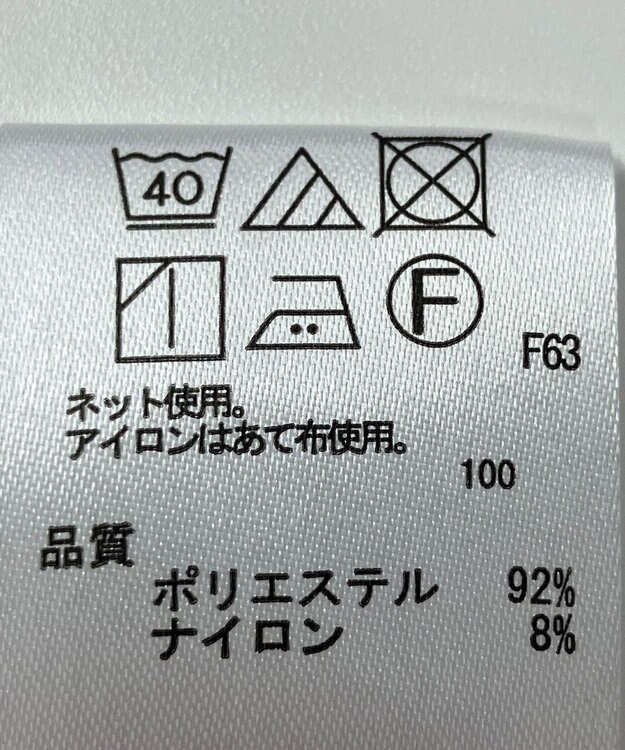 40
F
F63
ネット使用。
アイロンはあて布使用。
100
品質
ポリエステル 92%
ナイロン 8%